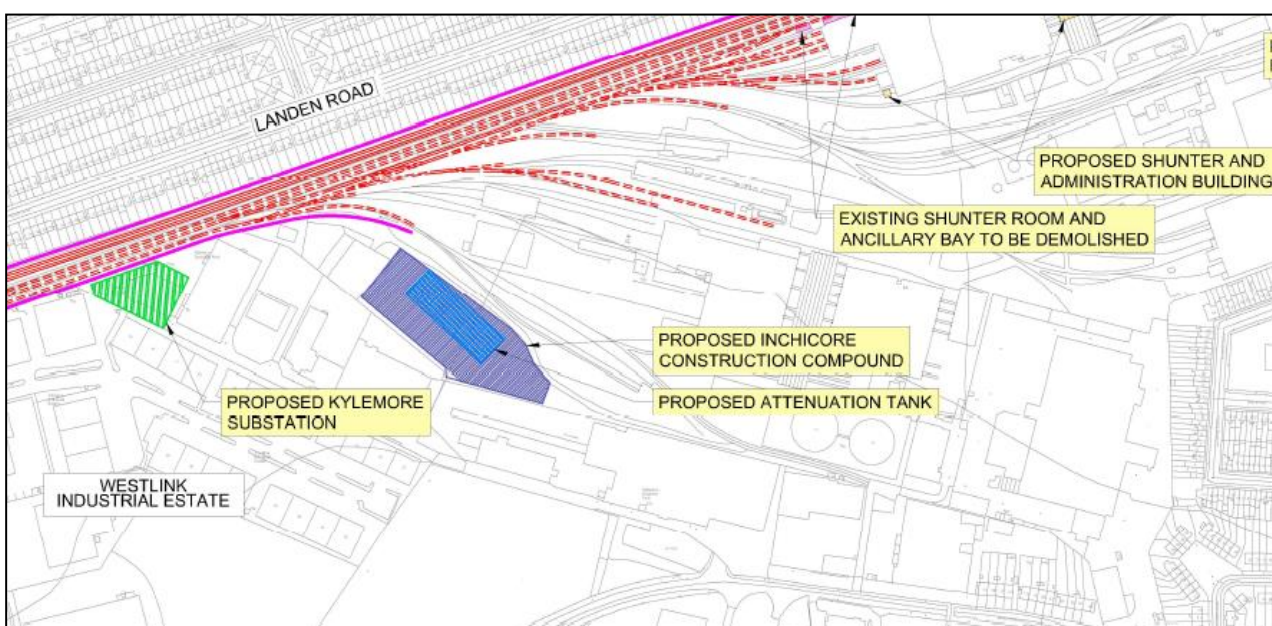 LANDEN ROAD
PROPOSED SHUNTER AND
ADMINISTRATION BUILDING
EXISTING SHUNTER ROOM AND
ANCILLARY BAY TO BE DEMOLISHED
PROPOSED INCHICORE
CONSTRUCTION COMPOUND
PROPOSED KYLEMORE
SUBSTATION
PROPOSED ATTENUATION TANK
WESTLINK
INDUSTRIAL ESTATE